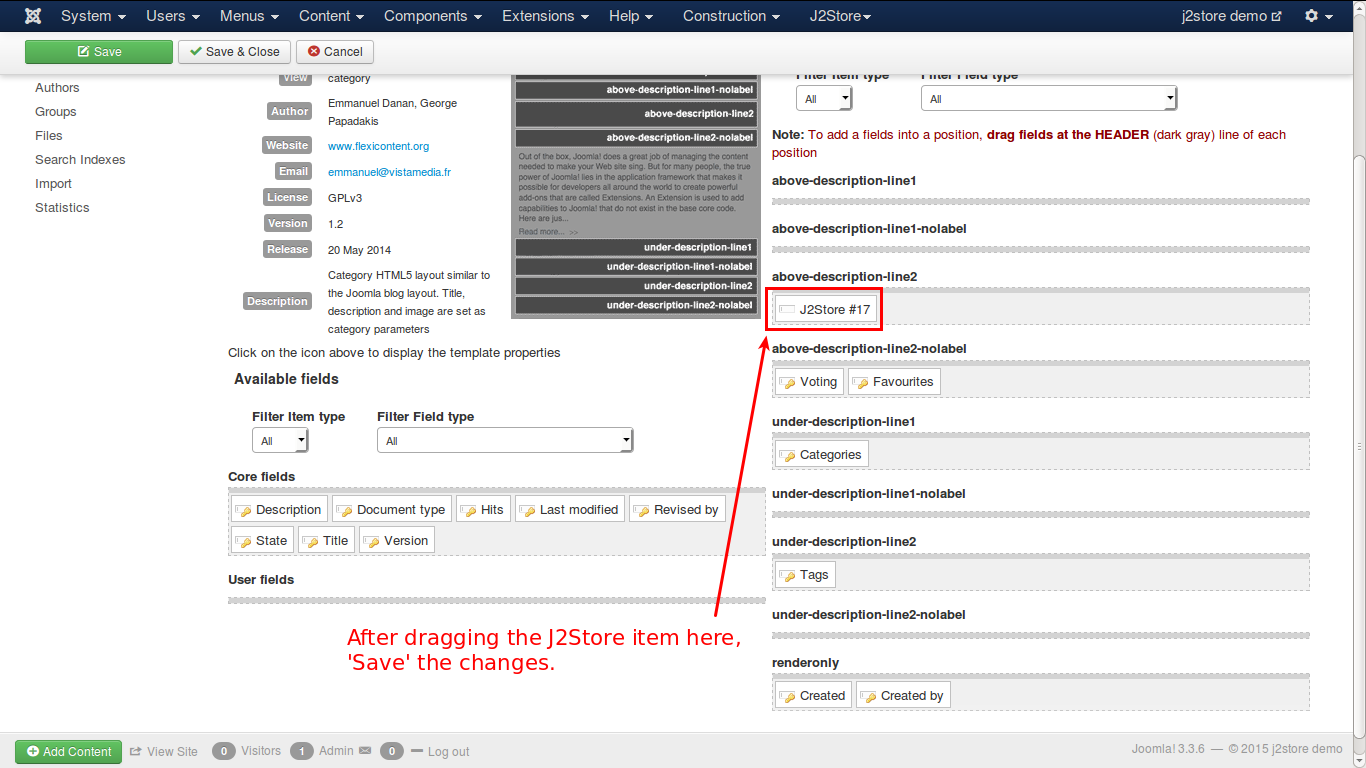 System Users Menus Content Components Extensions Help Construction J2Store j2store demo
Save Save & Close Cancel
Authors
Groups
Files
Search Indexes
Import
Statistics
View category
Author Emmanuel Danan, George
Papadakis
Website www.flexicontent.org
Email emmanuel@vistamedia.fr
License GPLv3
Version 1.2
Release 20 May 2014
Description Category HTML5 layout similar to
the Joomla blog layout. Title,
description and image are set as
category parameters
above-description-line1-nolabel
above-description-line2
above-description-line2-nolabel
Out of the box, Joomla! does a great job of managing the content
needed to make your Web site sing. But for many people, the true
power of Joomla! lies in the application framework that makes it
possible for developers all around the world to create powerful
add-ons that are called Extensions. An Extension is used to add
capabilities to Joomla! that do not exist in the base core code.
Here are jus...
Read more... >>
under-description-line1
under-description-line1-nolabel
under-description-line2
under-description-line2-nolabel
Click on the icon above to display the template properties
Available fields
Filter Item type Filter Field type
All All
Core fields
Description Document type Hits Last modified Revised by
State Title Version
User fields
After dragging the J2Store item here,
'Save' the changes.
Filter Item type Filter Field type
All All
Note: To add a fields into a position, drag fields at the HEADER (dark gray) line of each
position
above-description-line1
above-description-line1-nolabel
above-description-line2
J2Store #17
above-description-line2-nolabel
Voting Favourites
under-description-line1
Categories
under-description-line1-nolabel
under-description-line2
Tags
under-description-line2-nolabel
renderonly
Created Created by
Add Content View Site 0 Visitors 1 Admin 0 Log out Joomla! 3.3.6 — © 2015 j2store demo